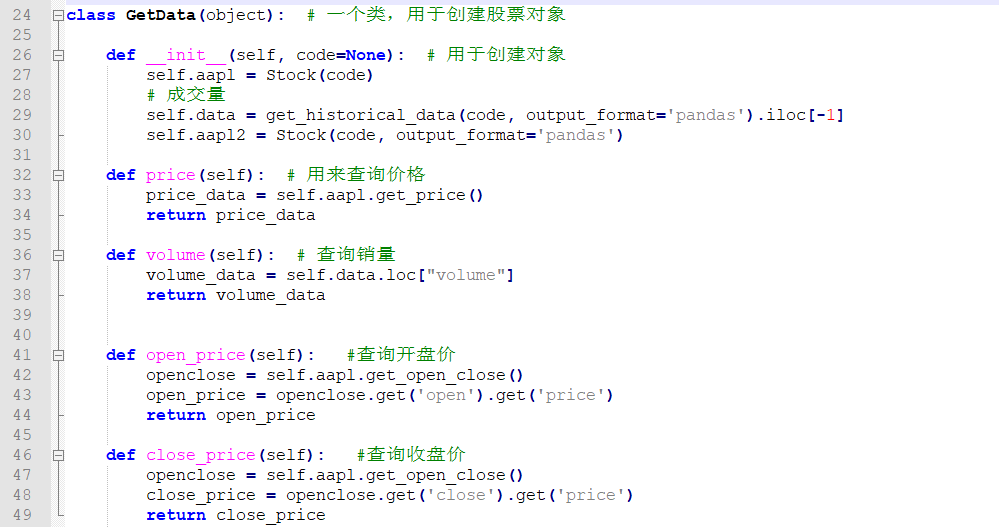 24 class GetData(object):  # 一个类，用于创建股票对象
25
26     def __init__(self, code=None):  # 用于创建对象
27         self.aapl = Stock(code)
28         # 成交量
29         self.data = get_historical_data(code, output_format='pandas').iloc[-1]
30         self.aapl2 = Stock(code, output_format='pandas')
31
32     def price(self):  # 用来查询价格
33         price_data = self.aapl.get_price()
34         return price_data
35
36     def volume(self):  # 查询销量
37         volume_data = self.data.loc["volume"]
38         return volume_data
39
40
41     def open_price(self):   #查询开盘价
42         openclose = self.aapl.get_open_close()
43         open_price = openclose.get('open').get('price')
44         return open_price
45
46     def close_price(self):   #查询收盘价
47         openclose = self.aapl.get_open_close()
48         close_price = openclose.get('close').get('price')
49         return close_price